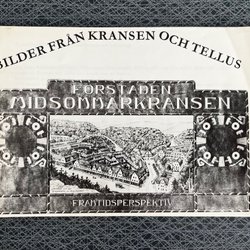 BILDER FRÅN KRANSEN OCH TELLUS
FÖRSTADEN
MIDSOMMARKRANSEN
FRAMTIDSPERSPEKTIV